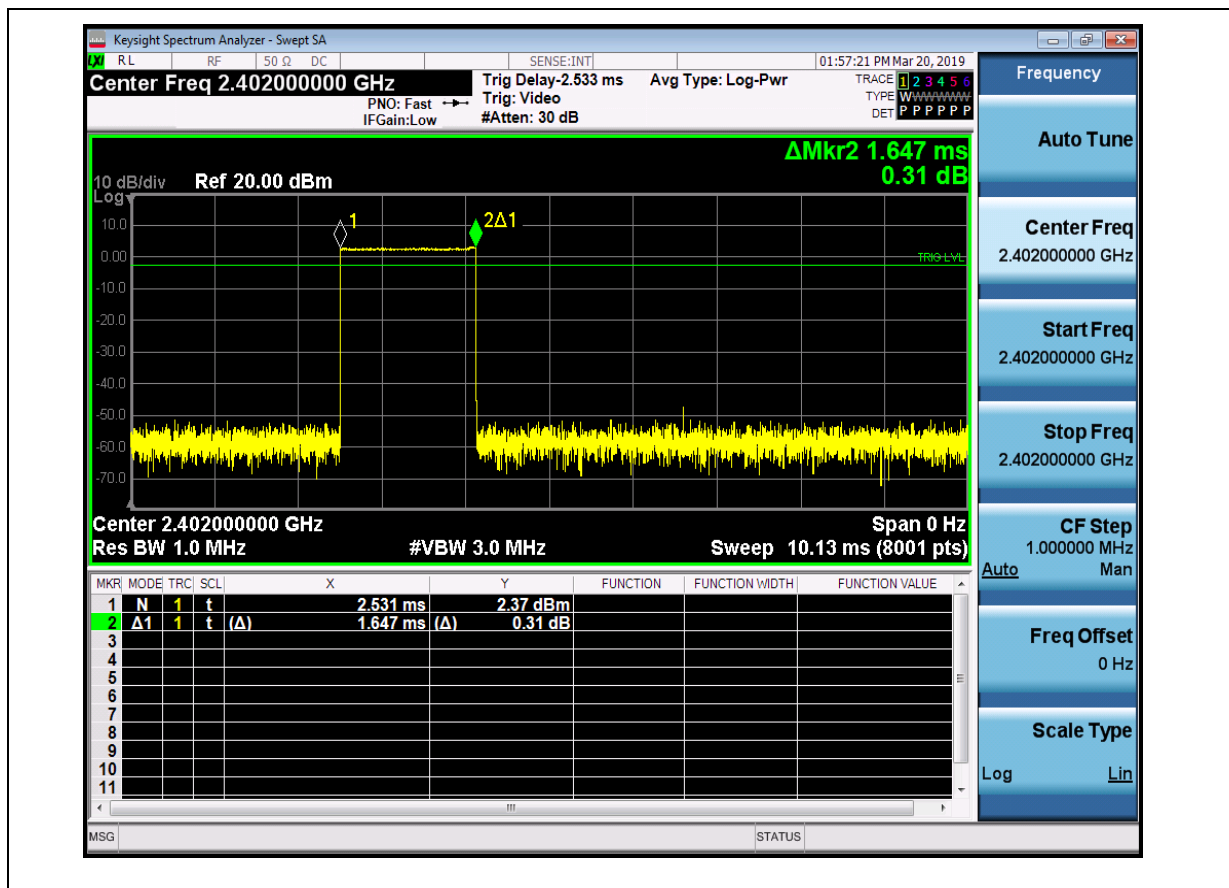 Keysight Spectrum Analyzer - Swept SA
LXI RL RF 50 Ω DC SENSE:INT 01:57:21 PM Mar 20, 2019
Center Freq 2.402000000 GHz
PNO: Fast
IFGain:Low
Trig Delay-2.533 ms
Trig: Video
#Atten: 30 dB
Avg Type: Log-Pwr
TRACE 1 2 3 4 5 6
TYPE WWWWWW
DET P P P P P P
ΔMkr2 1.647 ms
0.31 dB
10 dB/div Ref 20.00 dBm
Log
10.0
0.00
-10.0
-20.0
-30.0
-40.0
-50.0
-60.0
-70.0
1
2Δ1
TRIG LVL
Center 2.402000000 GHz Span 0 Hz
Res BW 1.0 MHz #VBW 3.0 MHz Sweep 10.13 ms (8001 pts)
MKR MODE TRC SCL X Y FUNCTION FUNCTION WIDTH FUNCTION VALUE
1 N 1 t 2.531 ms 2.37 dBm
2 Δ1 1 t (Δ) 1.647 ms (Δ) 0.31 dB
3
4
5
6
7
8
9
10
11
MSG STATUS
Frequency
Auto Tune
Center Freq
2.402000000 GHz
Start Freq
2.402000000 GHz
Stop Freq
2.402000000 GHz
CF Step
1.000000 MHz
Auto Man
Freq Offset
0 Hz
Scale Type
Log Lin